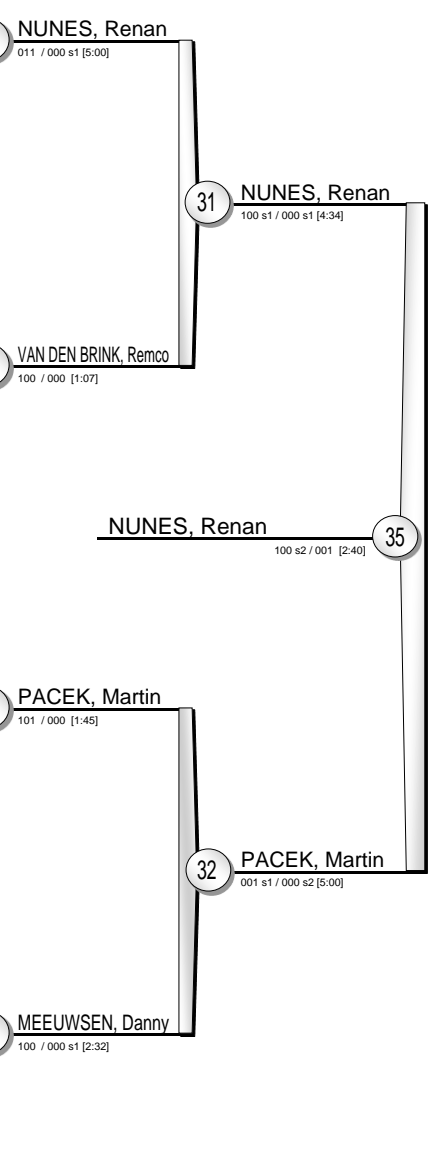 NUNES, Renan
011 / 000 s1 [5:00]
31
NUNES, Renan
100 s1 / 000 s1 [4:34]
VAN DEN BRINK, Remco
100 / 000 [1:07]
NUNES, Renan
35
100 s2 / 001 [2:40]
PACEK, Martin
101 / 000 [1:45]
32
PACEK, Martin
001 s1 / 000 s2 [5:00]
MEEUWSEN, Danny
100 / 000 s1 [2:32]